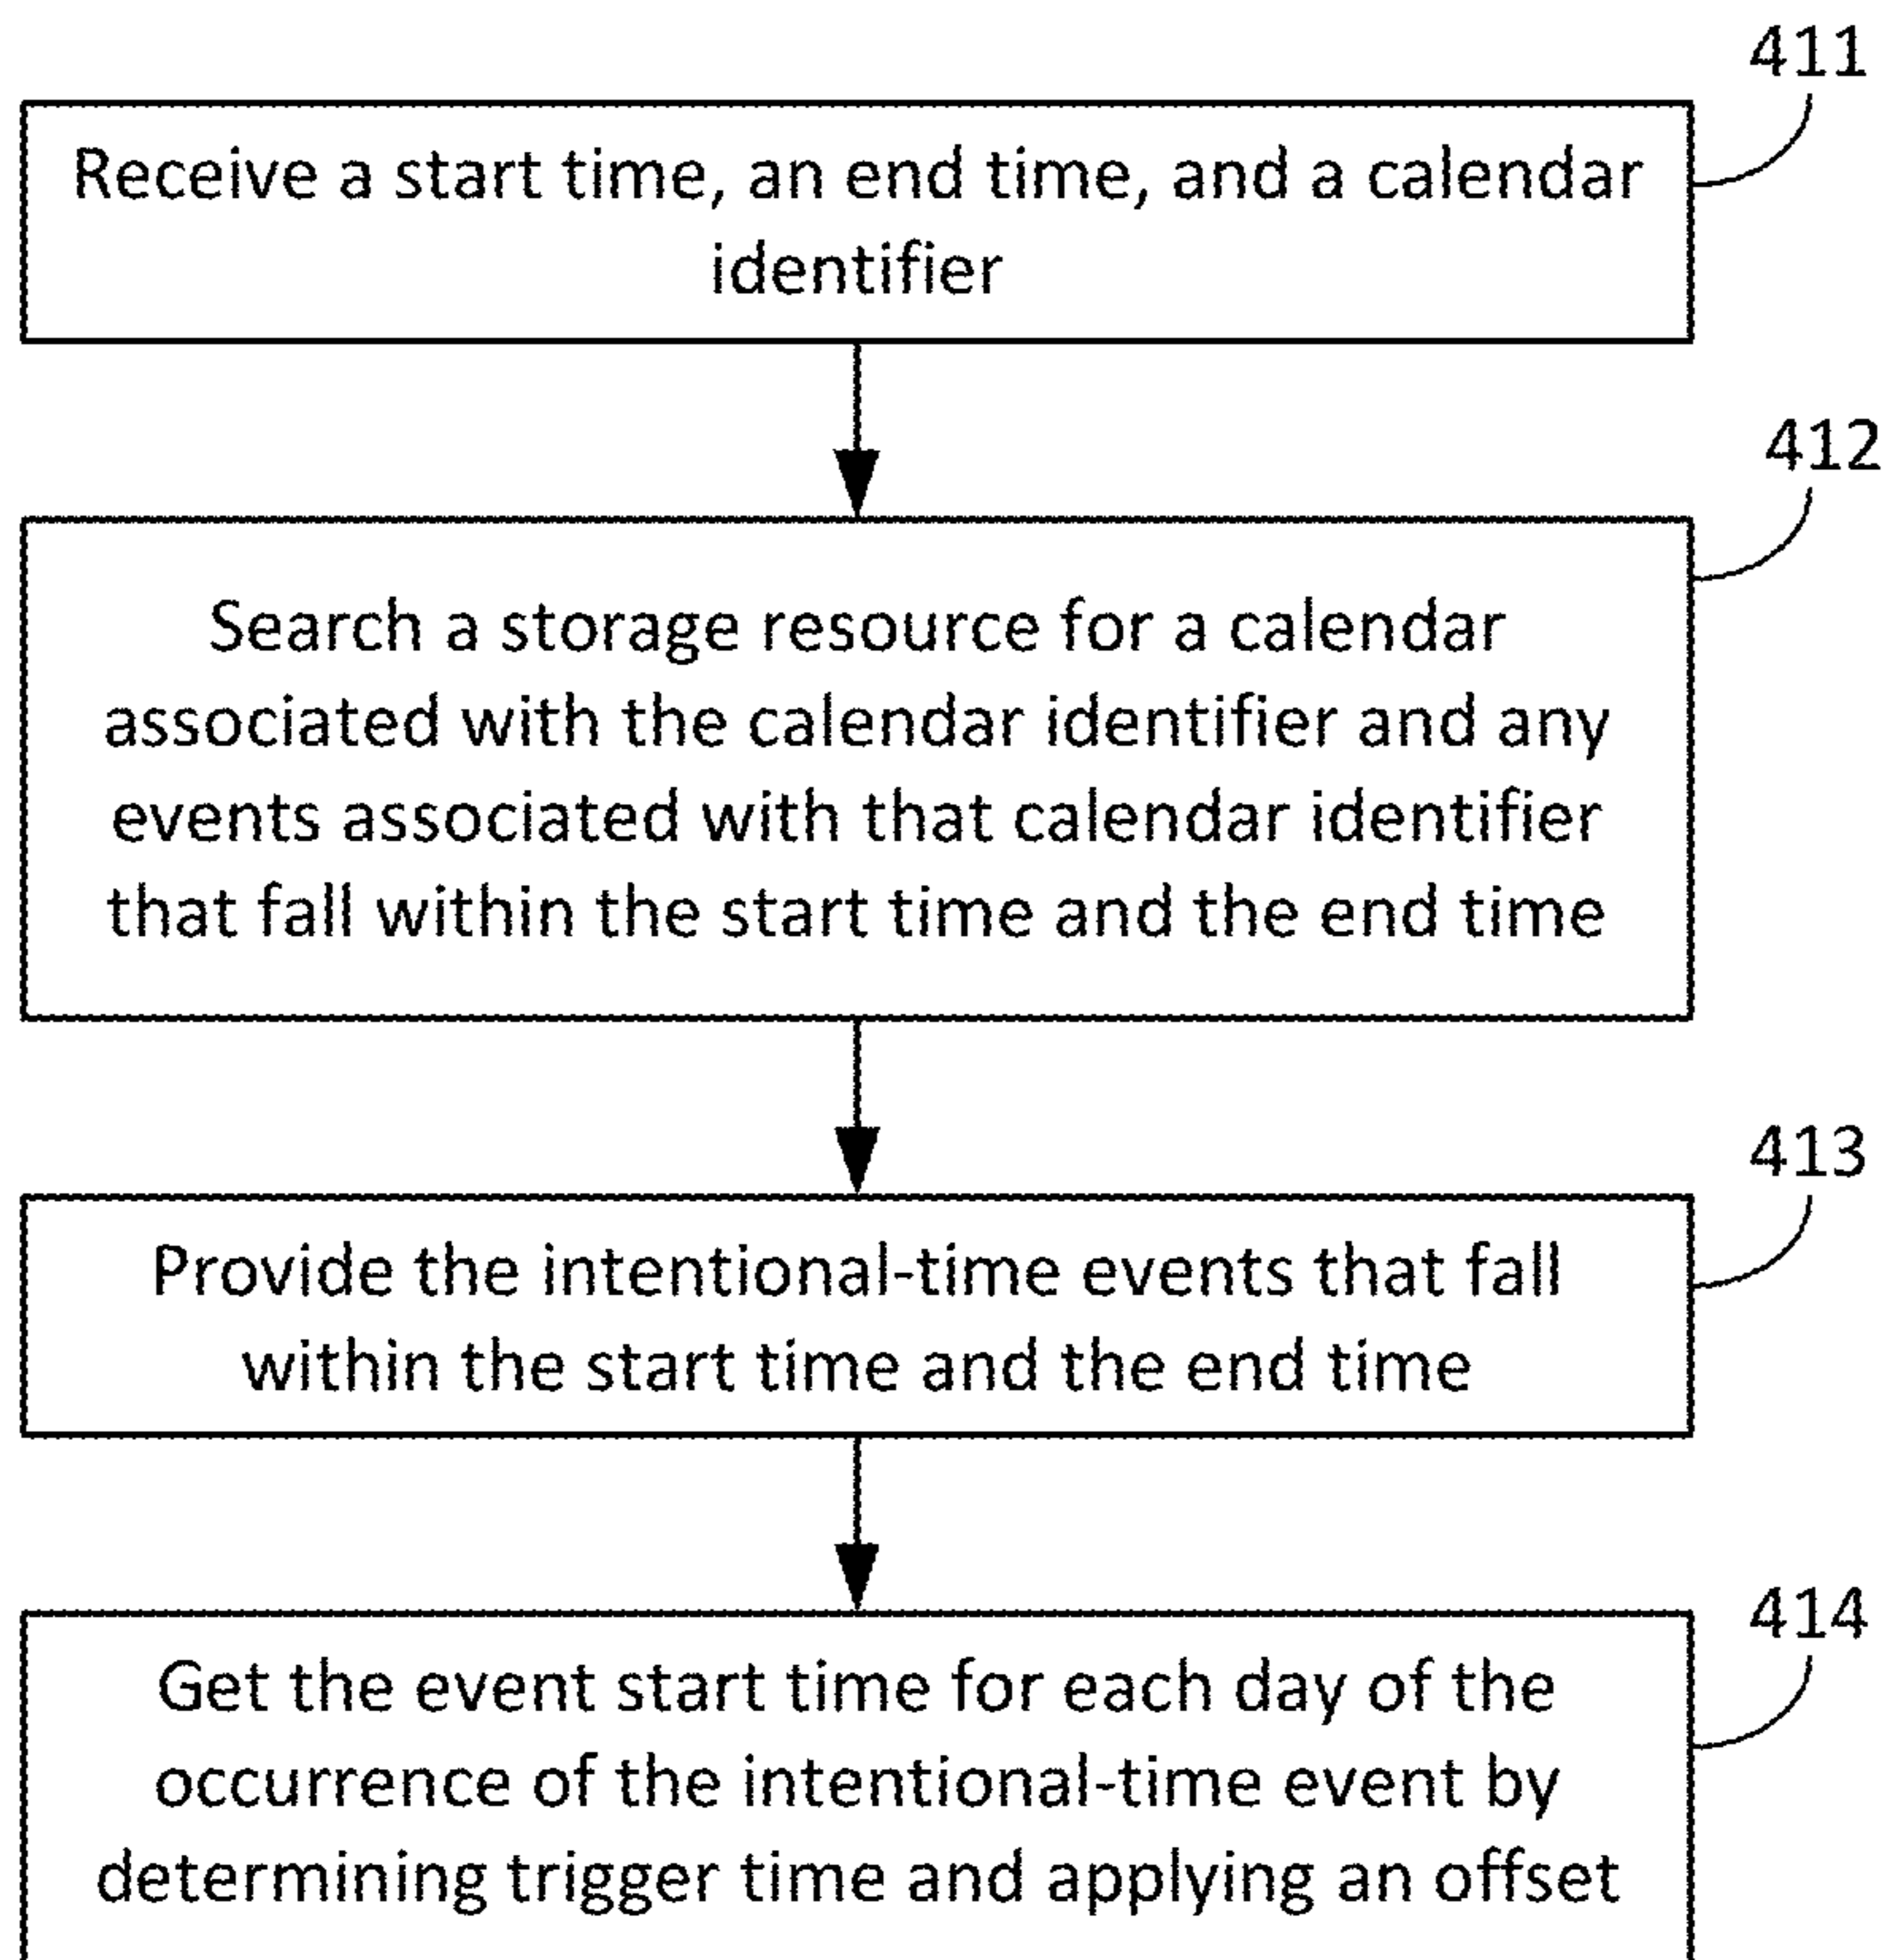 411
Receive a start time, an end time, and a calendar
identifier
412
Search a storage resource for a calendar
associated with the calendar identifier and any
events associated with that calendar identifier
that fall within the start time and the end time
413
Provide the intentional-time events that fall
within the start time and the end time
414
Get the event start time for each day of the
occurrence of the intentional-time event by
determining trigger time and applying an offset